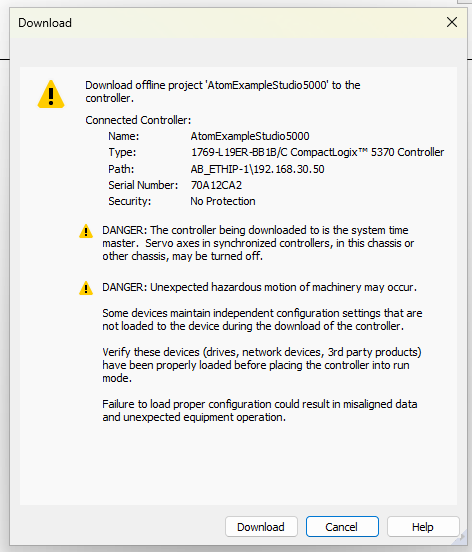 Download
Download offline project 'AtomExampleStudio5000' to the
controller.
Connected Controller:
Name: AtomExampleStudio5000
Type: 1769-L19ER-BB1B/C CompactLogix™ 5370 Controller
Path: AB_ETHIP-1\192.168.30.50
Serial Number: 70A12CA2
Security: No Protection
DANGER: The controller being downloaded to is the system time
master. Servo axes in synchronized controllers, in this chassis or
other chassis, may be turned off.
DANGER: Unexpected hazardous motion of machinery may occur.
Some devices maintain independent configuration settings that are
not loaded to the device during the download of the controller.
Verify these devices (drives, network devices, 3rd party products)
have been properly loaded before placing the controller into run
mode.
Failure to load proper configuration could result in misaligned data
and unexpected equipment operation.
Download Cancel Help